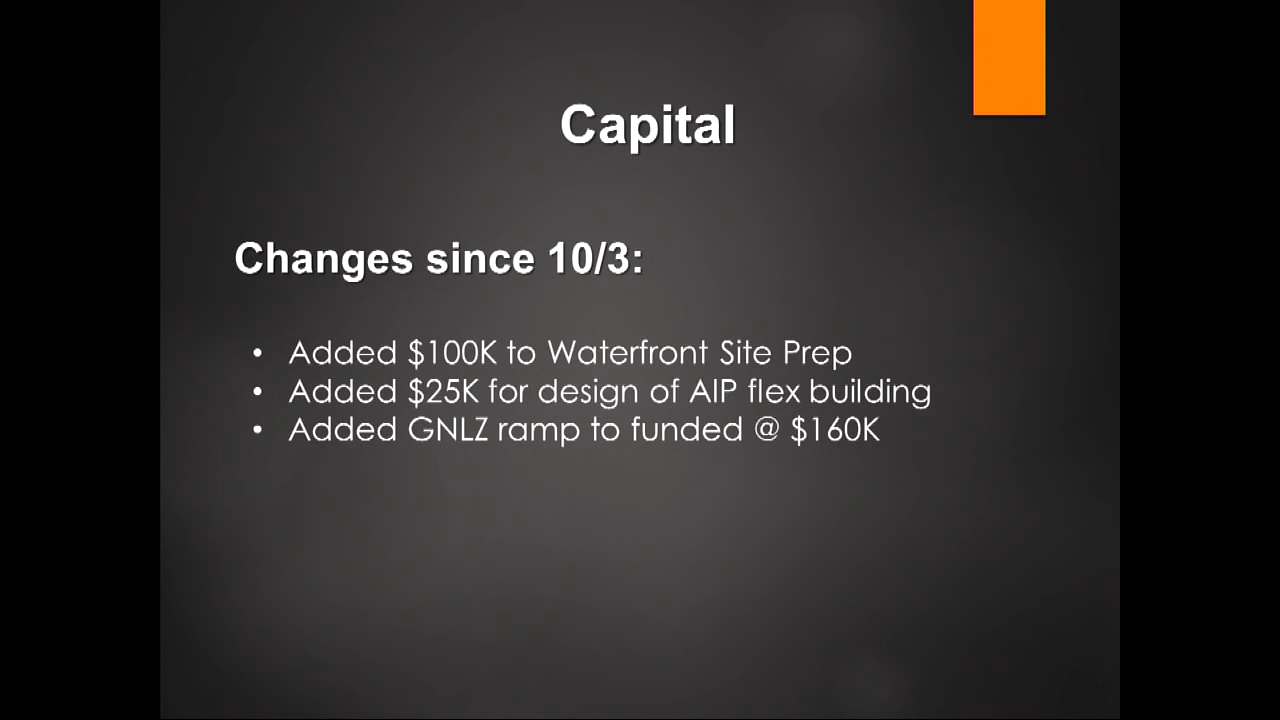 Capital
Changes since 10/3:
• Added $100K to Waterfront Site Prep
• Added $25K for design of AIP flex building
• Added GNLZ ramp to funded @ $160K